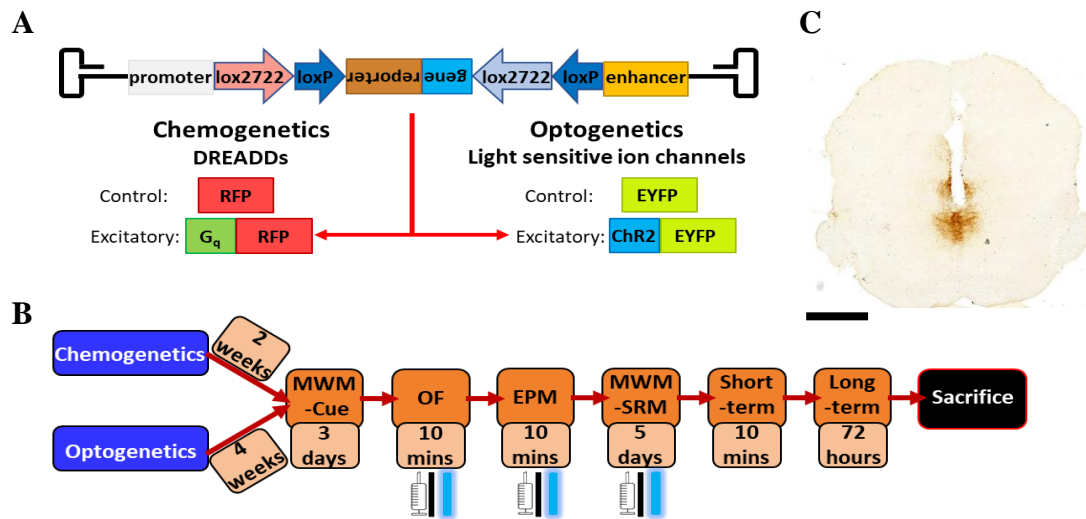 A
promoter lox2722 loxP reporter gene lox2722 loxP enhancer
Chemogenetics
DREADDs
Control: RFP
Excitatory: Gq RFP
Optogenetics
Light sensitive ion channels
Control: EYFP
Excitatory: ChR2 EYFP
C
B
Chemogenetics
2
weeks
Optogenetics
4
weeks
MWM
-Cue
3
days
OF
10
mins
EPM
10
mins
MWM
-SRM
5
days
Short
-term
10
mins
Long
-term
72
hours
Sacrifice